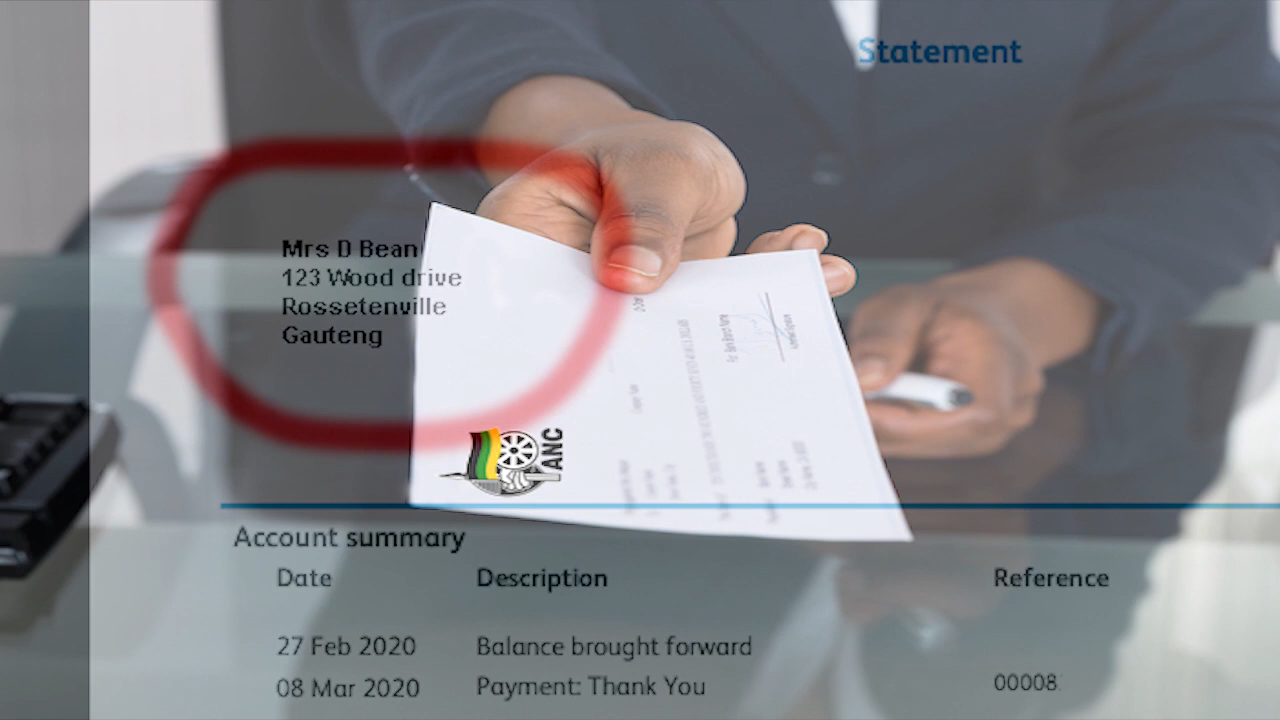 Statement
Mrs D Bean
123 Wood drive
Rossetenville
Gauteng
ANC
Account summary
Date Description Reference
27 Feb 2020 Balance brought forward
08 Mar 2020 Payment: Thank You 00008